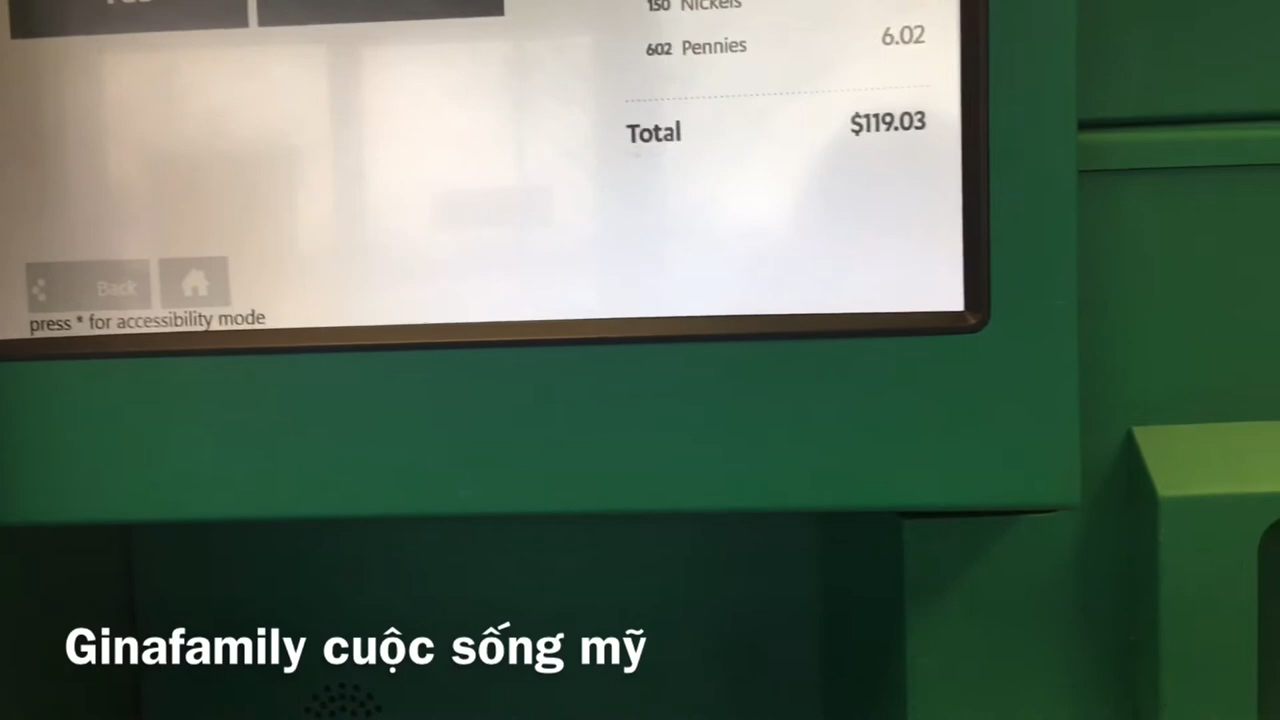 150 Nickels
602 Pennies 6.02
Total $119.03
Back
press * for accessibility mode
Ginafamily cuộc sống mỹ